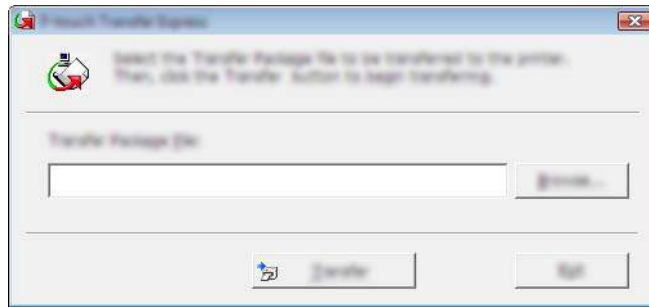 P-touch Transfer Express
Select the Transfer Package file to be transferred to the printer.
Then, click the Transfer button to begin transferring.
Transfer Package File:
Browse...
Transfer
Exit